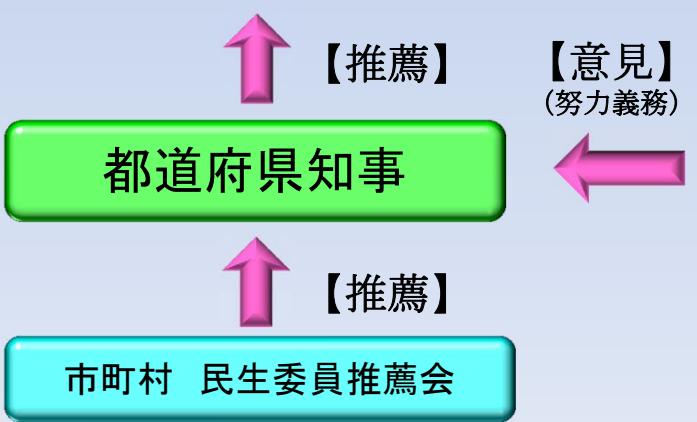 【推薦】
【意見】
(努力義務)
都道府県知事
【推薦】
市町村　民生委員推薦会